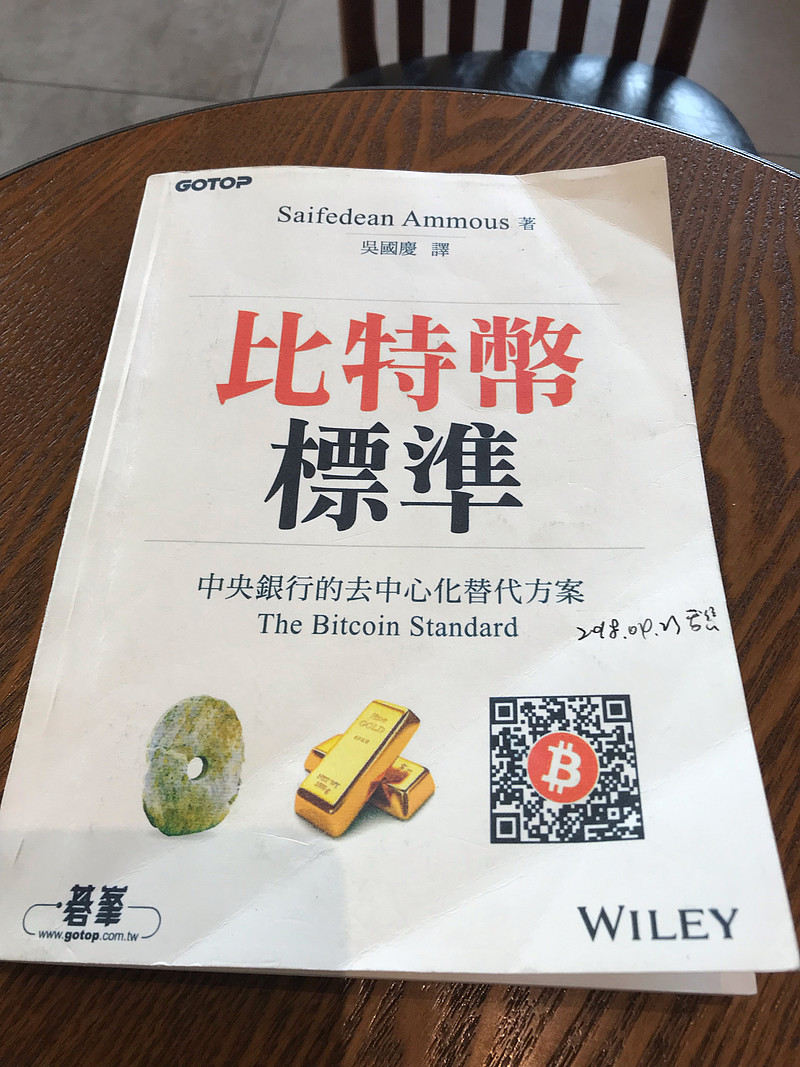 GOTOP
Saifedean Ammous 著
吳國慶 譯
比特幣
標準
中央銀行的去中心化替代方案
The Bitcoin Standard
GOLD
碁峯
www.gotop.com.tw
WILEY